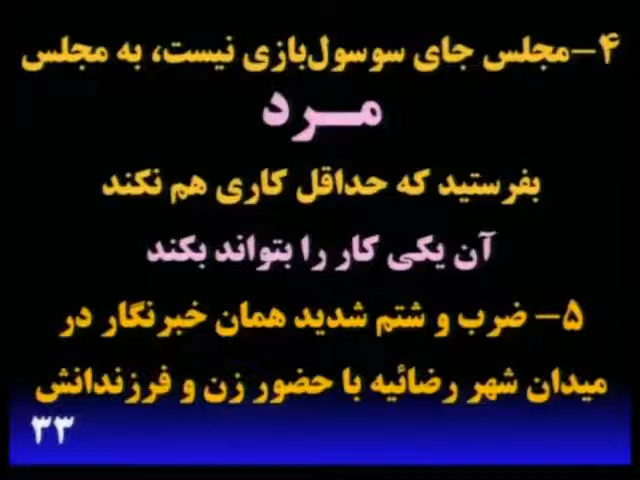 ۴-مجلس جای سوسول‌بازی نیست، به مجلس
مـــرد
بفرستید که حداقل کاری هم نکند
آن یکی کار را بتواند بکند
۵- ضرب و شتم شدید همان خبرنگار در
میدان شهر رضائیه با حضور زن و فرزندانش
۳۳